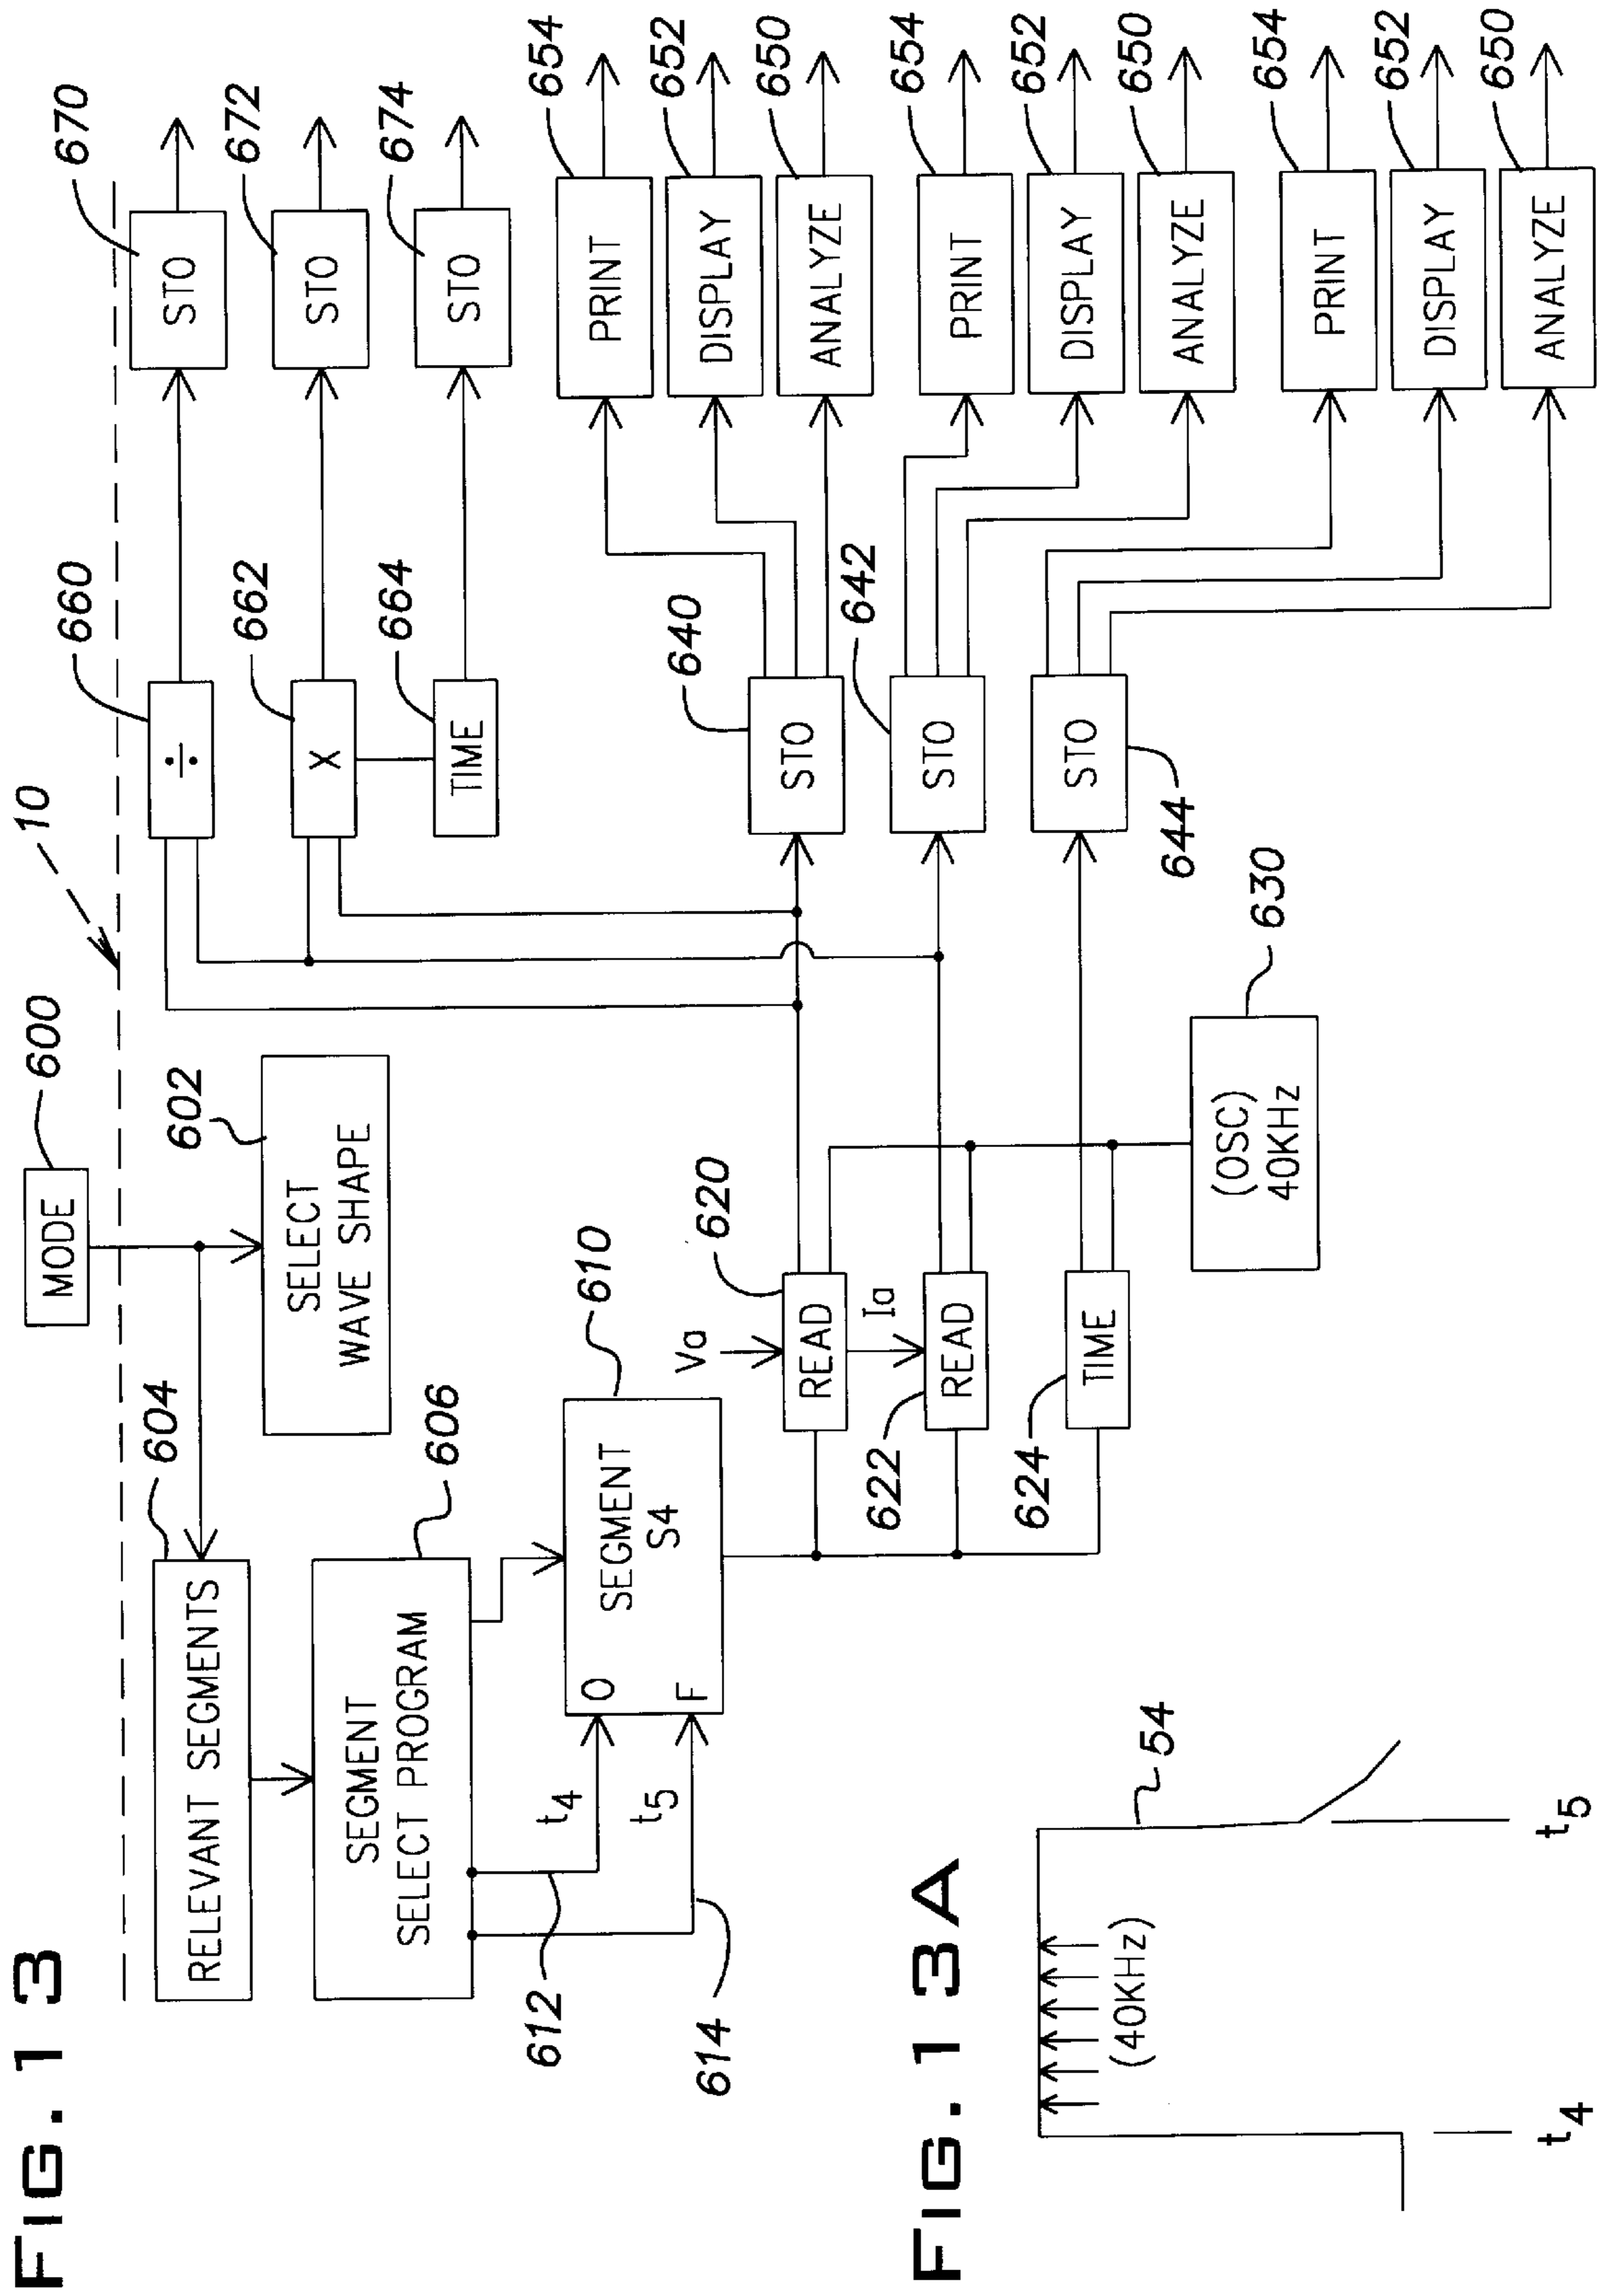 FIG. 13
10
600
MODE
602
SELECT
WAVE SHAPE
604
RELEVANT SEGMENTS
606
SEGMENT
SELECT PROGRAM
612
t4
614
t5
610
O
F
SEGMENT
S4
Va
620
READ
Ia
622
READ
624
TIME
630
(OSC)
40KHz
660
÷
662
X
664
TIME
670
STO
672
STO
674
STO
640
STO
642
STO
644
STO
654
PRINT
652
DISPLAY
650
ANALYZE
654
PRINT
652
DISPLAY
650
ANALYZE
654
PRINT
652
DISPLAY
650
ANALYZE
FIG. 13A
(40KHz)
54
t4
t5